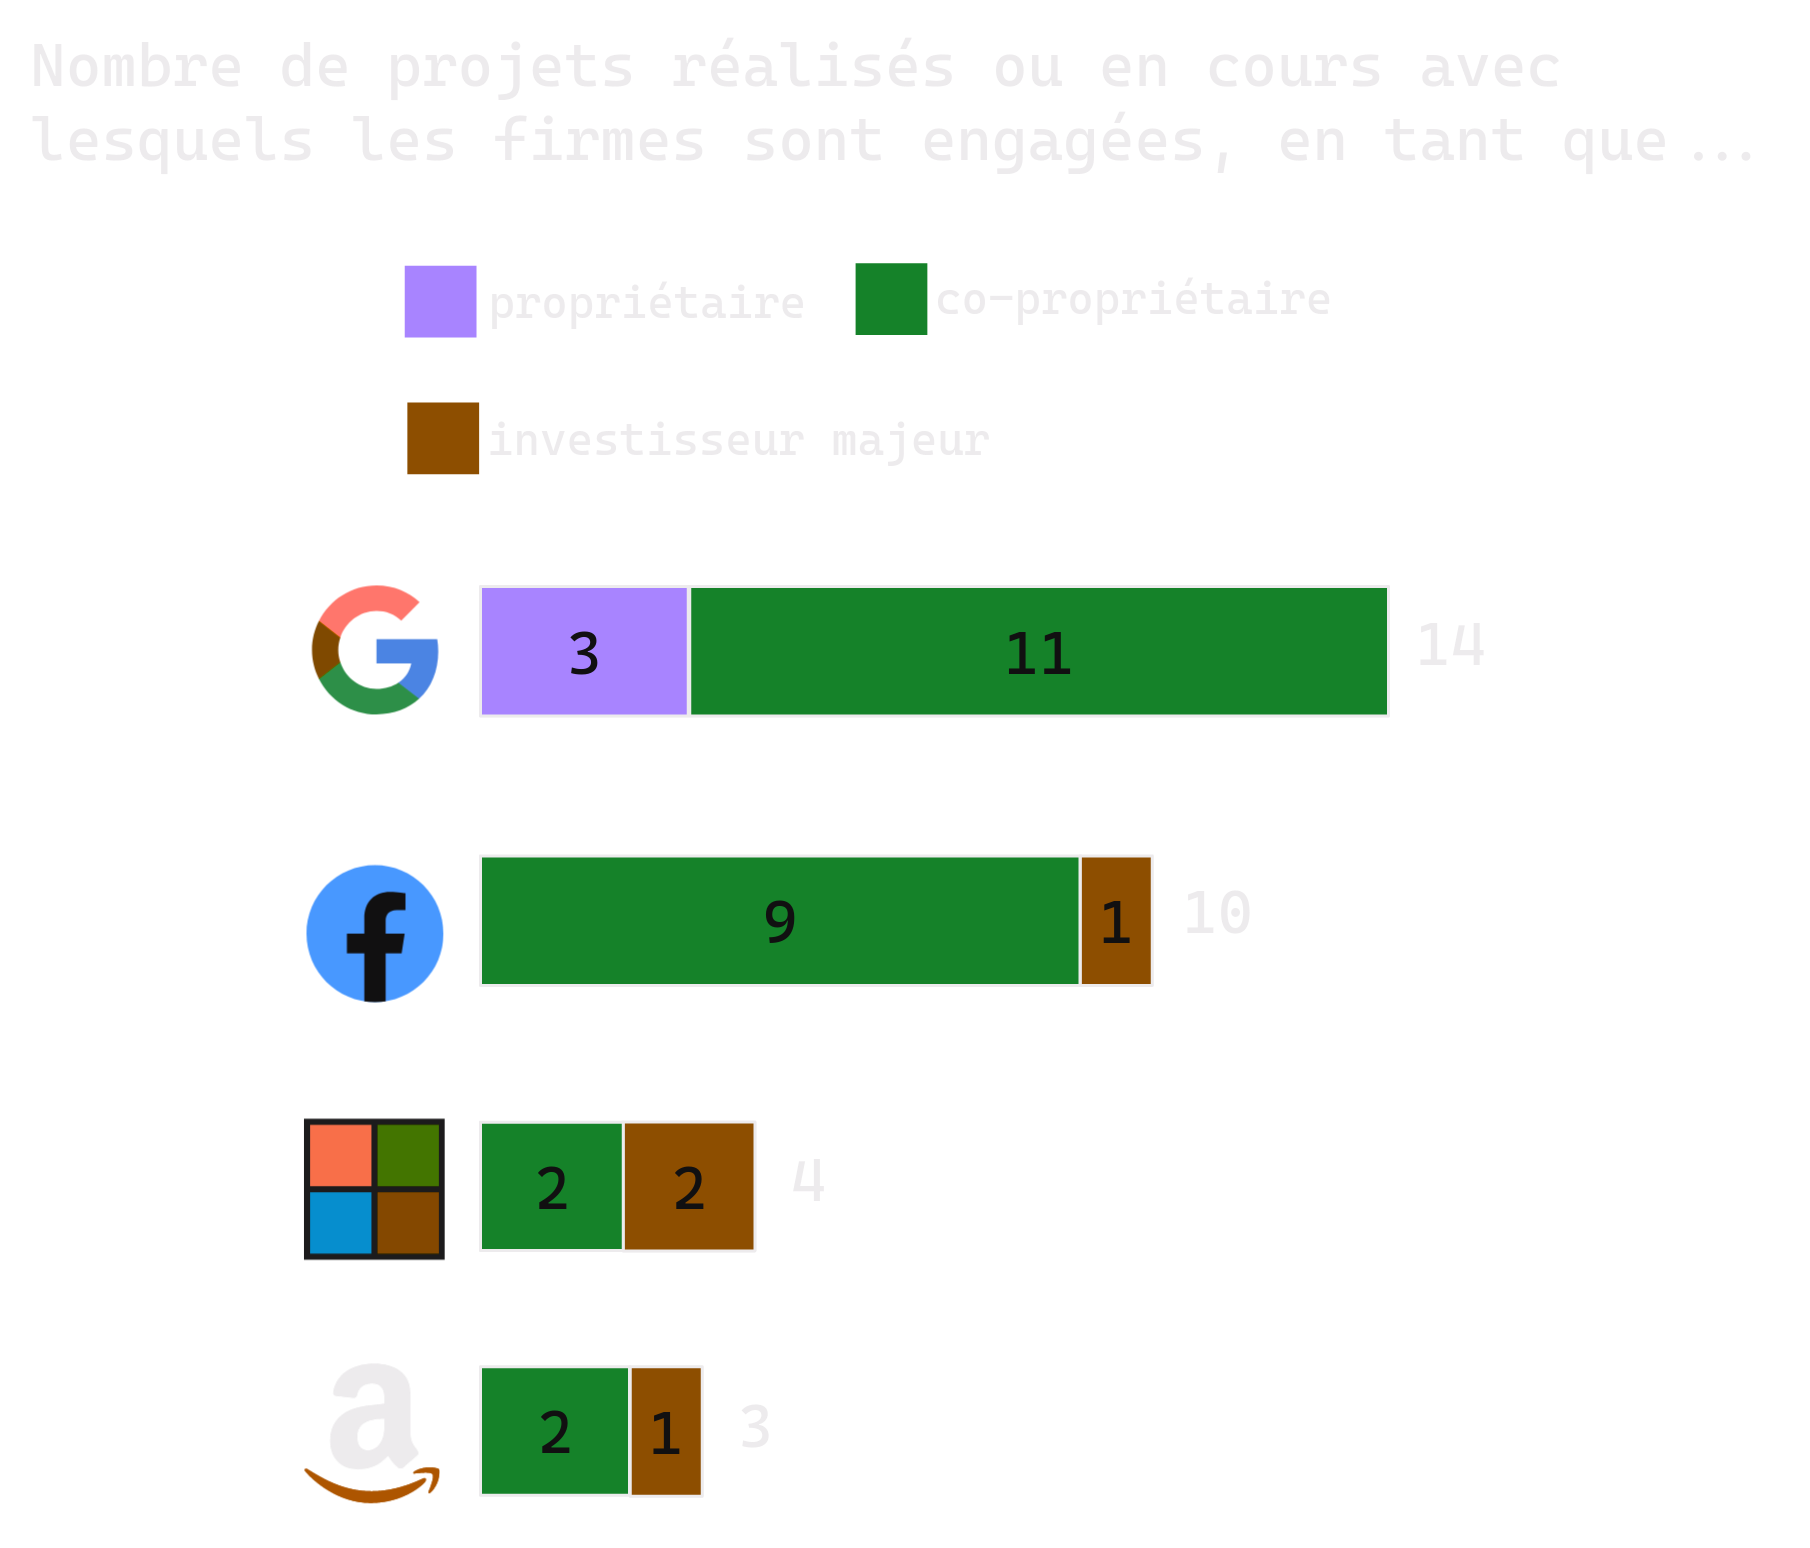 Nombre de projets réalisés ou en cours avec
lesquels les firmes sont engagées, en tant que ...
propriétaire
co-propriétaire
investisseur majeur
3 11 14
9 1 10
2 2 4
2 1 3